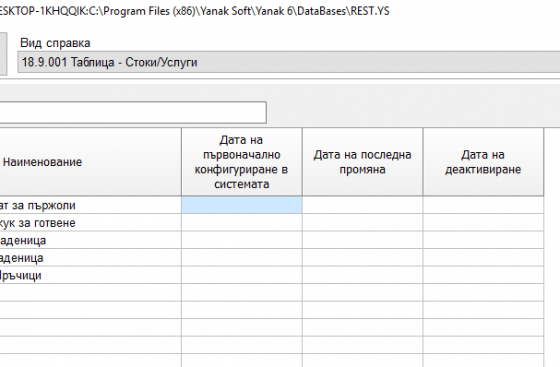 ESKTOP-1KHQQIK:C:\Program Files (x86)\Yanak Soft\Yanak 6\DataBases\REST.YS
Вид справка
18.9.001 Таблица - Стоки/Услуги
Наименование
Дата на първоначално конфигуриране в системата
Дата на последна промяна
Дата на деактивиране
ат за пържоли
жук за готвене
аденица
аденица
Пръчици